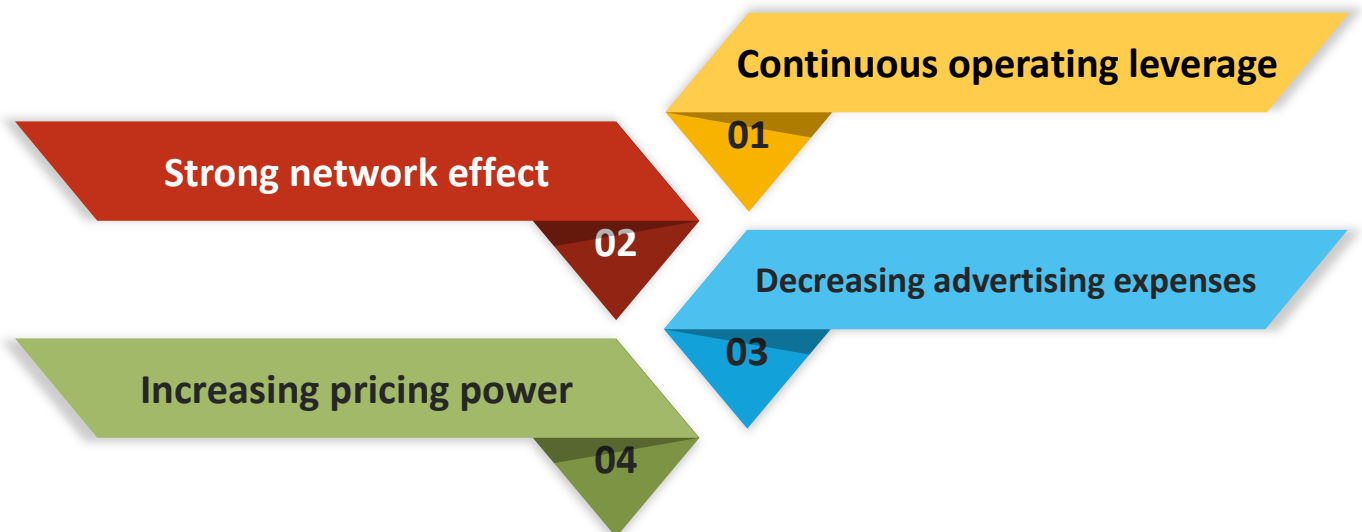 Continuous operating leverage
01
Strong network effect
02
Decreasing advertising expenses
03
Increasing pricing power
04